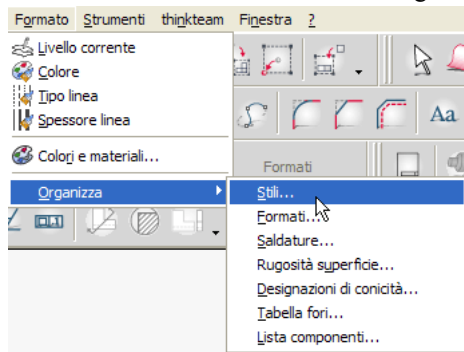 Formato Strumenti thinkteam Finestra ?
Livello corrente
Colore
Tipo linea
Spessore linea
Colori e materiali...
Organizza
Aa
Formati
Stili...
Formati...
Saldature...
Rugosità superficie...
Designazioni di conicità...
Tabella fori...
Lista componenti...